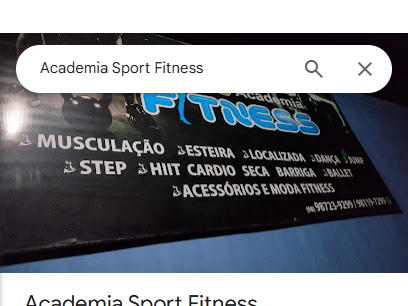 Academia Sport Fitness
Academia
FITNESS
MUSCULAÇÃO ESTEIRA LOCALIZADA DANÇA JUMP
STEP HIIT CARDIO SECA BARRIGA BALLET
ACESSÓRIOS E MODA FITNESS
98723-9299 / 98119-7299
Academia Sport Fitness